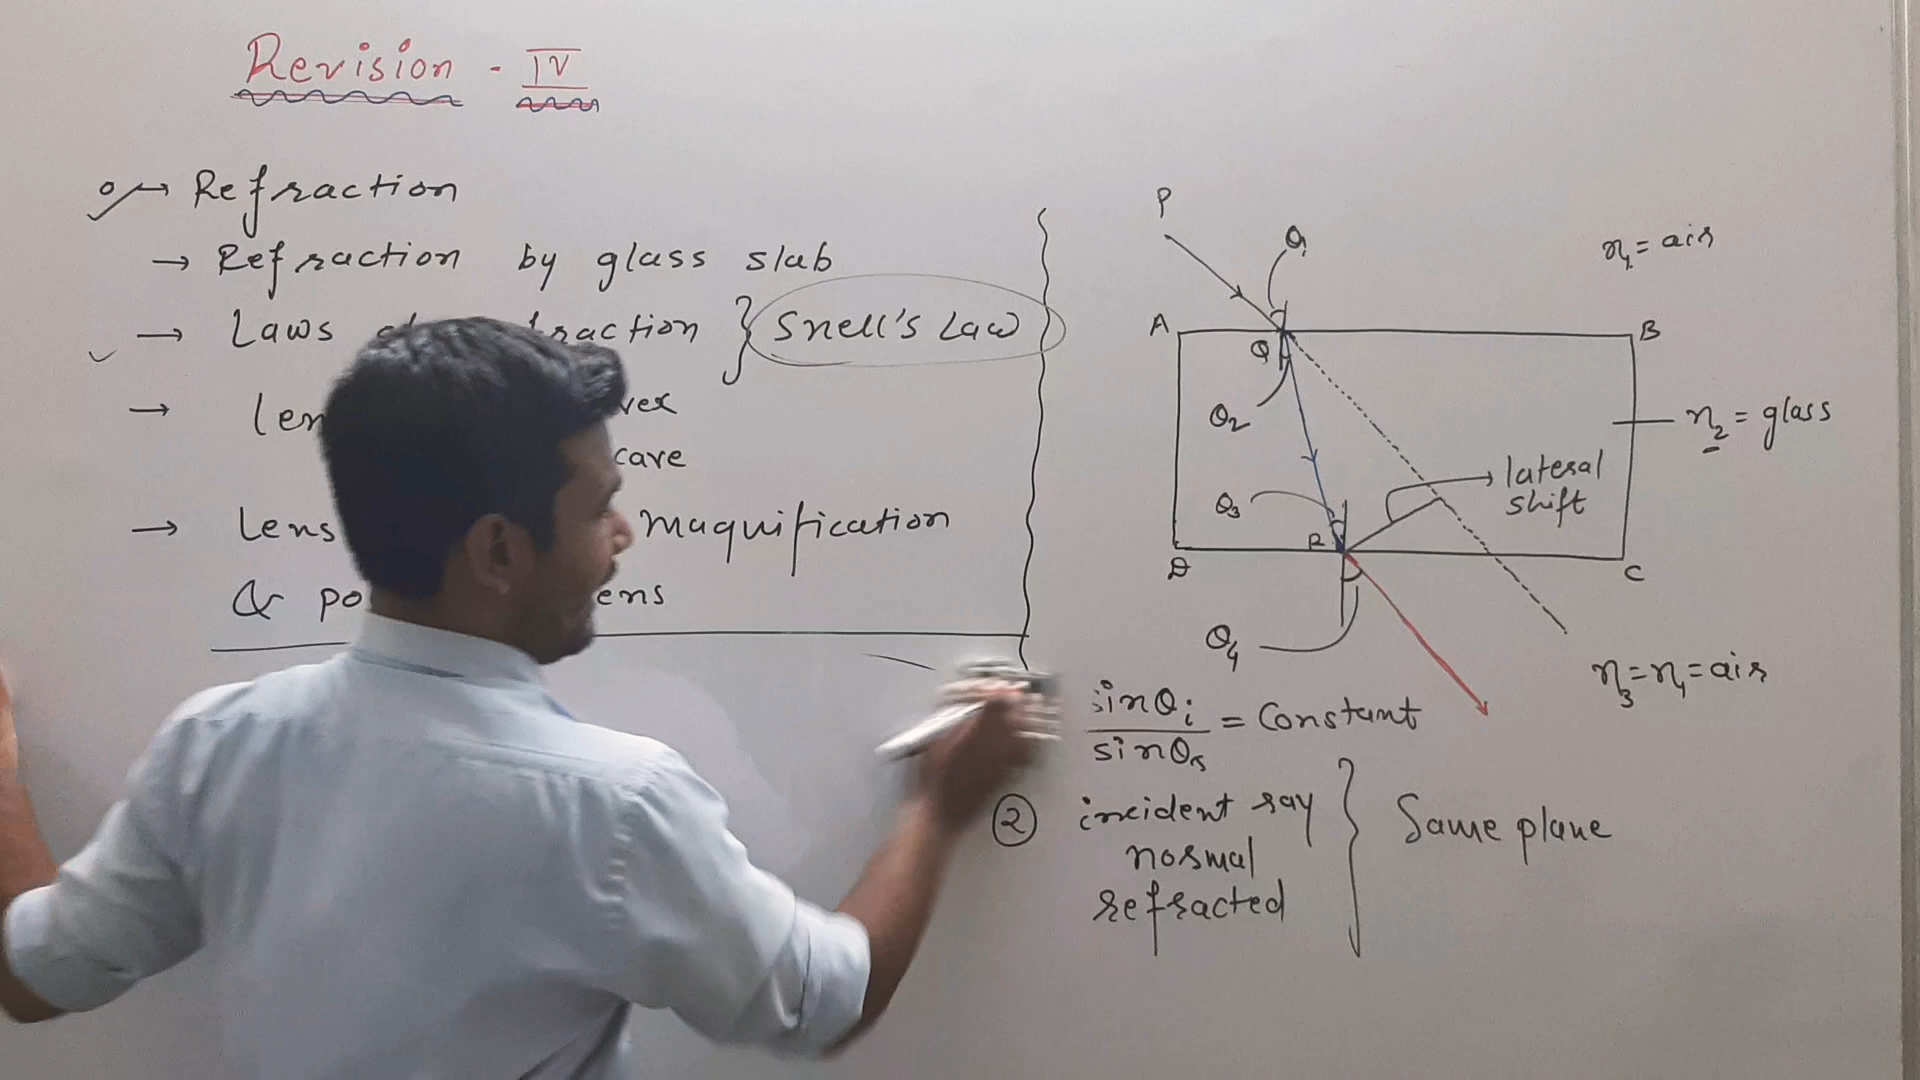 Revision - IV
→ Refraction
→ Refraction by glass slab
→ Laws raction } Snell's Law
→ len vex
cave
→ lens magnification
& po ens
P
θ1
n1 = air
A
B
Q
θ2
n2 = glass
lateral
shift
θ3
R
D
C
θ4
n3 = n1 = air
sinθi
sinθr
= Constant
② incident ray
normal
refracted
} Same plane